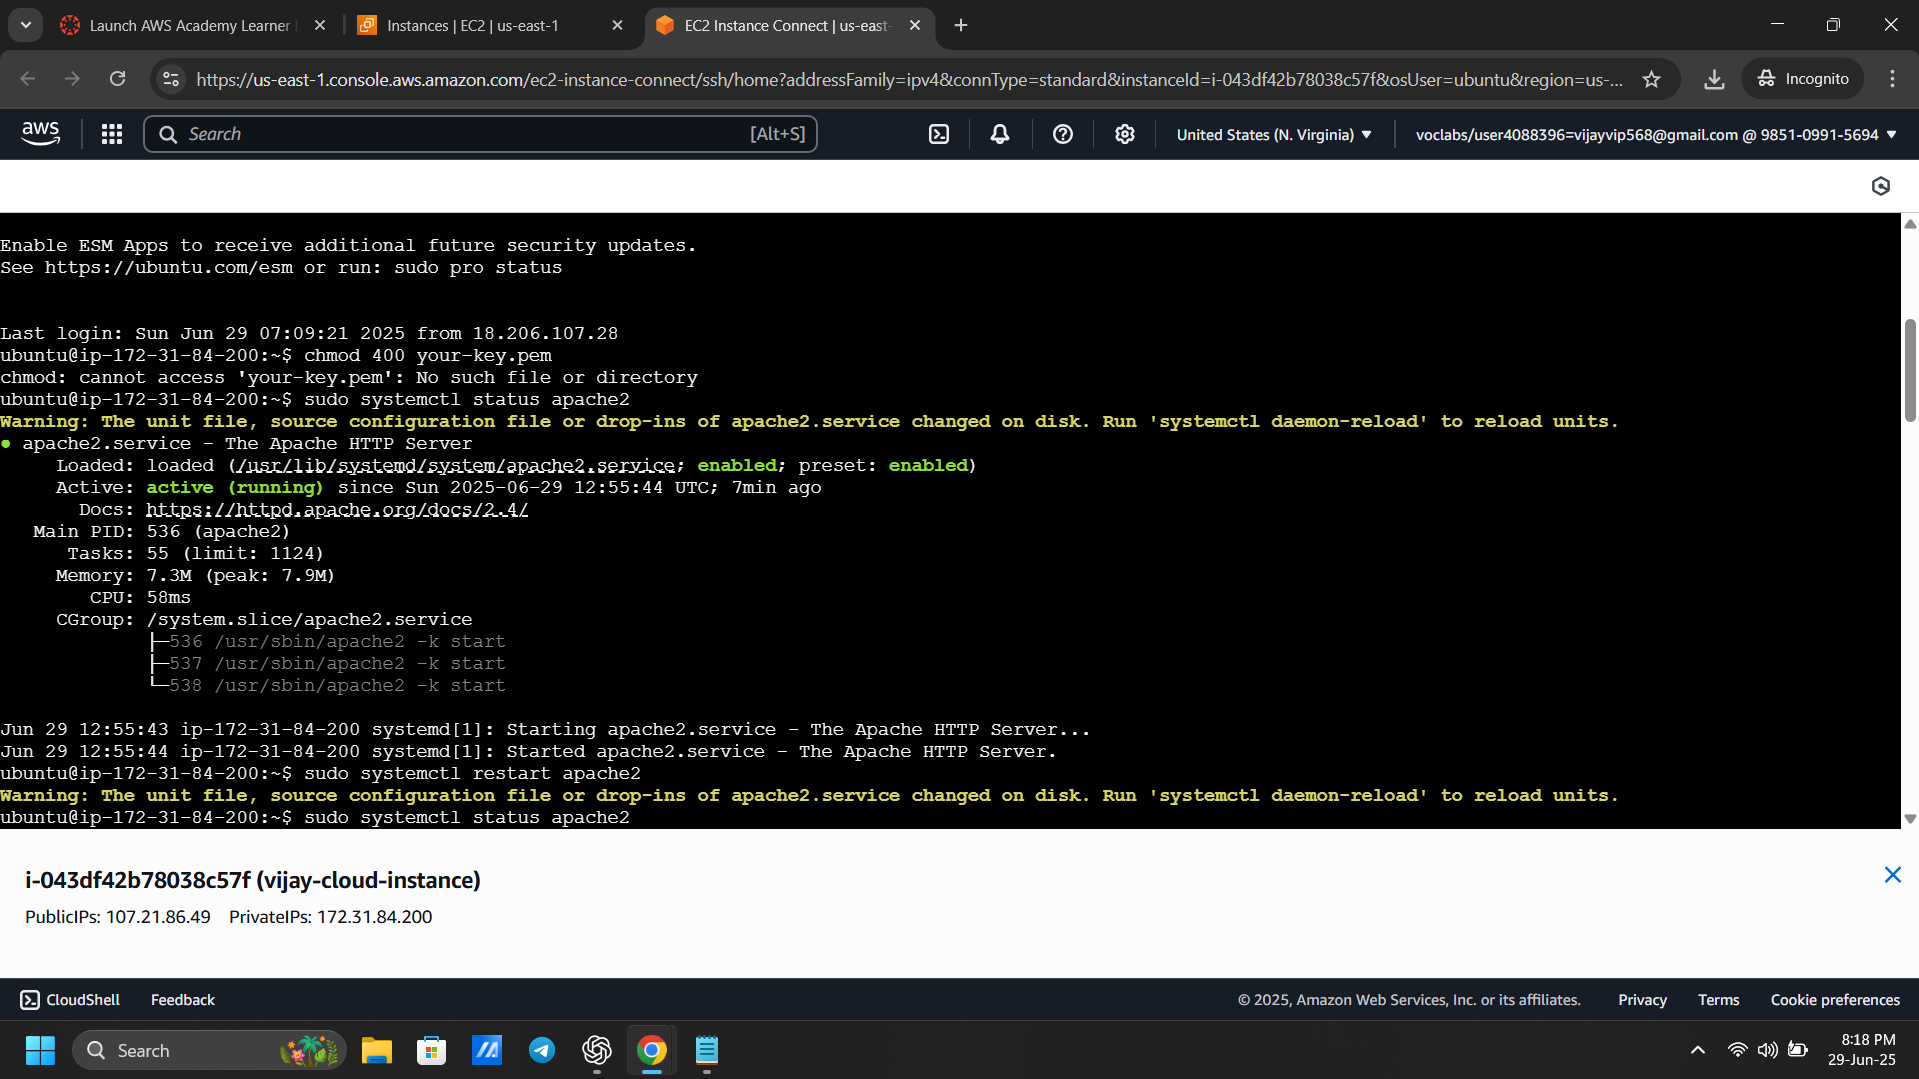 Launch AWS Academy Learner L
Instances | EC2 | us-east-1
EC2 Instance Connect | us-east-
https://us-east-1.console.aws.amazon.com/ec2-instance-connect/ssh/home?addressFamily=ipv4&connType=standard&instanceId=i-043df42b78038c57f&osUser=ubuntu&region=us-...
Incognito
aws
Search
[Alt+S]
United States (N. Virginia)
voclabs/user4088396=vijayvip568@gmail.com @ 9851-0991-5694
Enable ESM Apps to receive additional future security updates.
See https://ubuntu.com/esm or run: sudo pro status
Last login: Sun Jun 29 07:09:21 2025 from 18.206.107.28
ubuntu@ip-172-31-84-200:~$ chmod 400 your-key.pem
chmod: cannot access 'your-key.pem': No such file or directory
ubuntu@ip-172-31-84-200:~$ sudo systemctl status apache2
Warning: The unit file, source configuration file or drop-ins of apache2.service changed on disk. Run 'systemctl daemon-reload' to reload units.
● apache2.service - The Apache HTTP Server
Loaded: loaded (/usr/lib/systemd/system/apache2.service; enabled; preset: enabled)
Active: active (running) since Sun 2025-06-29 12:55:44 UTC; 7min ago
Docs: https://httpd.apache.org/docs/2.4/
Main PID: 536 (apache2)
Tasks: 55 (limit: 1124)
Memory: 7.3M (peak: 7.9M)
CPU: 58ms
CGroup: /system.slice/apache2.service
├─536 /usr/sbin/apache2 -k start
├─537 /usr/sbin/apache2 -k start
└─538 /usr/sbin/apache2 -k start
Jun 29 12:55:43 ip-172-31-84-200 systemd[1]: Starting apache2.service - The Apache HTTP Server...
Jun 29 12:55:44 ip-172-31-84-200 systemd[1]: Started apache2.service - The Apache HTTP Server.
ubuntu@ip-172-31-84-200:~$ sudo systemctl restart apache2
Warning: The unit file, source configuration file or drop-ins of apache2.service changed on disk. Run 'systemctl daemon-reload' to reload units.
ubuntu@ip-172-31-84-200:~$ sudo systemctl status apache2
i-043df42b78038c57f (vijay-cloud-instance)
PublicIPs: 107.21.86.49 PrivateIPs: 172.31.84.200
CloudShell
Feedback
© 2025, Amazon Web Services, Inc. or its affiliates.
Privacy
Terms
Cookie preferences
Search
8:18 PM
29-Jun-25